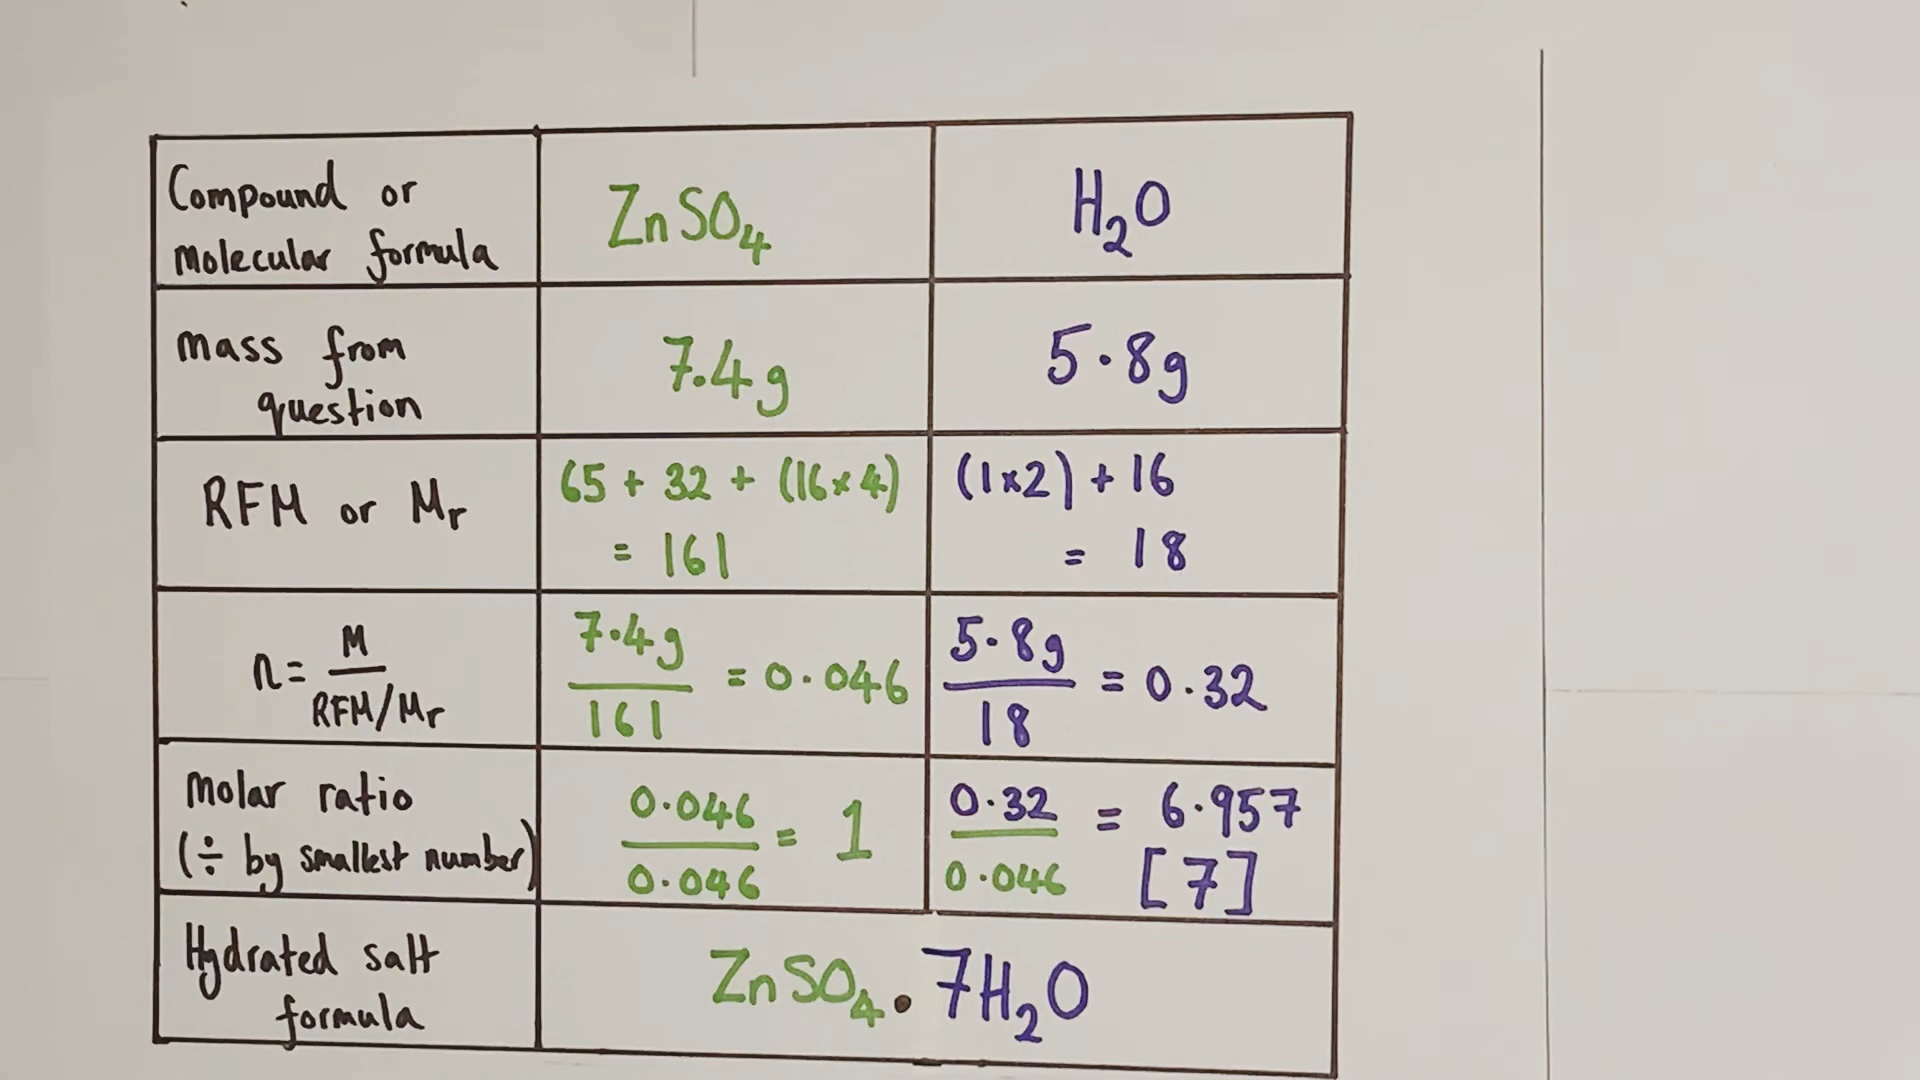 Compound or
molecular formula
ZnSO₄
H₂O
mass from
question
7.4g
5.8g
RFM or Mᵣ
65 + 32 + (16×4)
= 161
(1×2) + 16
= 18
n = M
RFM/Mᵣ
7.4g
161
= 0.046
5.8g
18
= 0.32
Molar ratio
(÷ by smallest number)
0.046
0.046
= 1
0.32
0.046
= 6.957
[7]
Hydrated salt
formula
ZnSO₄·7H₂O